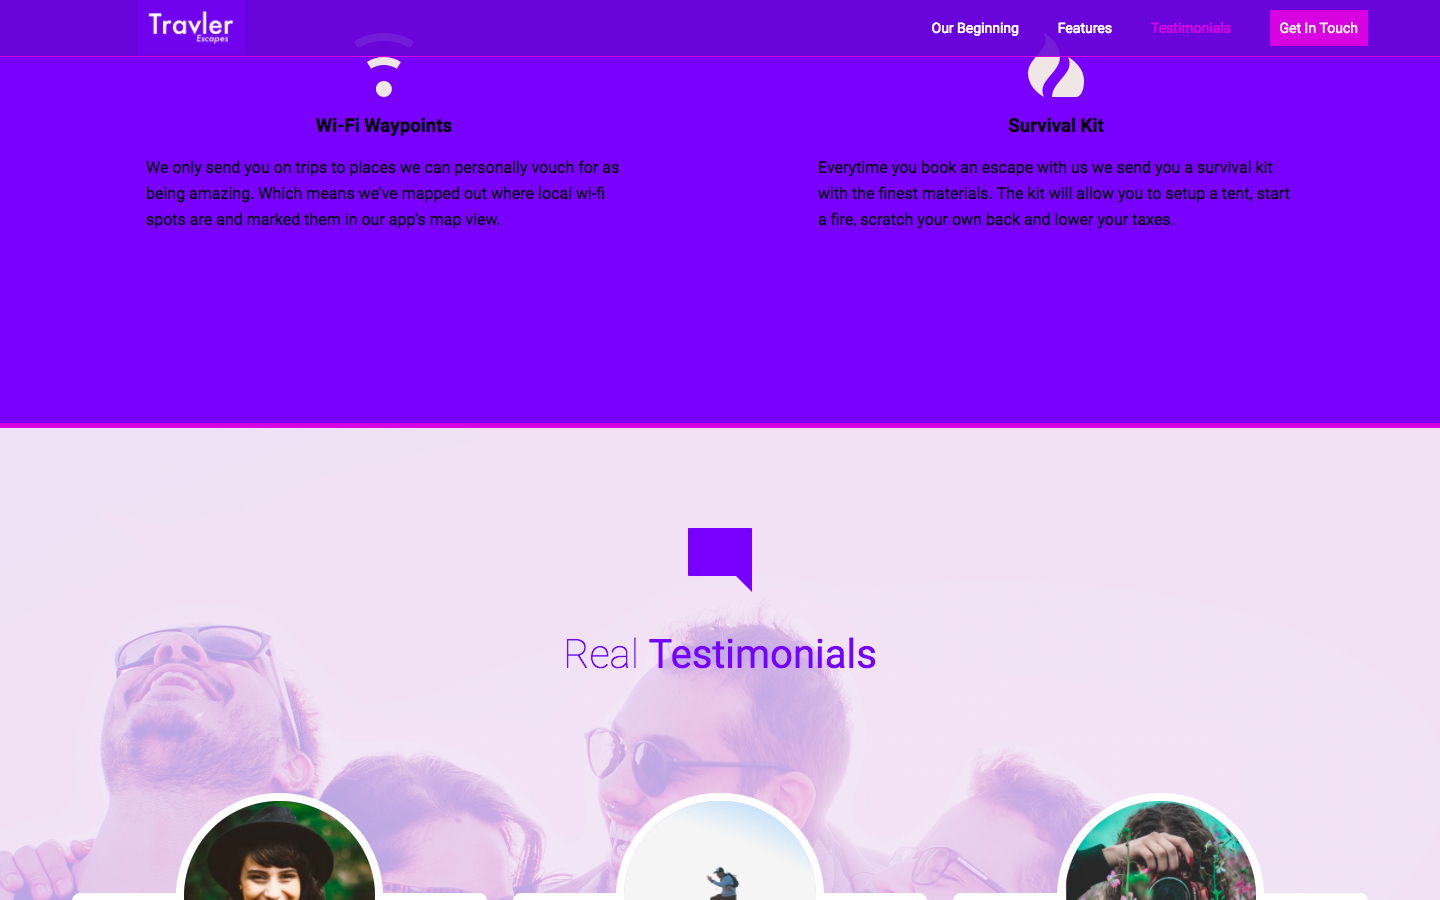 Travler
Escapes
Our Beginning
Features
Testimonials
Get In Touch
Wi-Fi Waypoints
We only send you on trips to places we can personally vouch for as
being amazing. Which means we've mapped out where local wi-fi
spots are and marked them in our app's map view.
Survival Kit
Everytime you book an escape with us we send you a survival kit
with the finest materials. The kit will allow you to setup a tent, start
a fire, scratch your own back and lower your taxes.
Real Testimonials